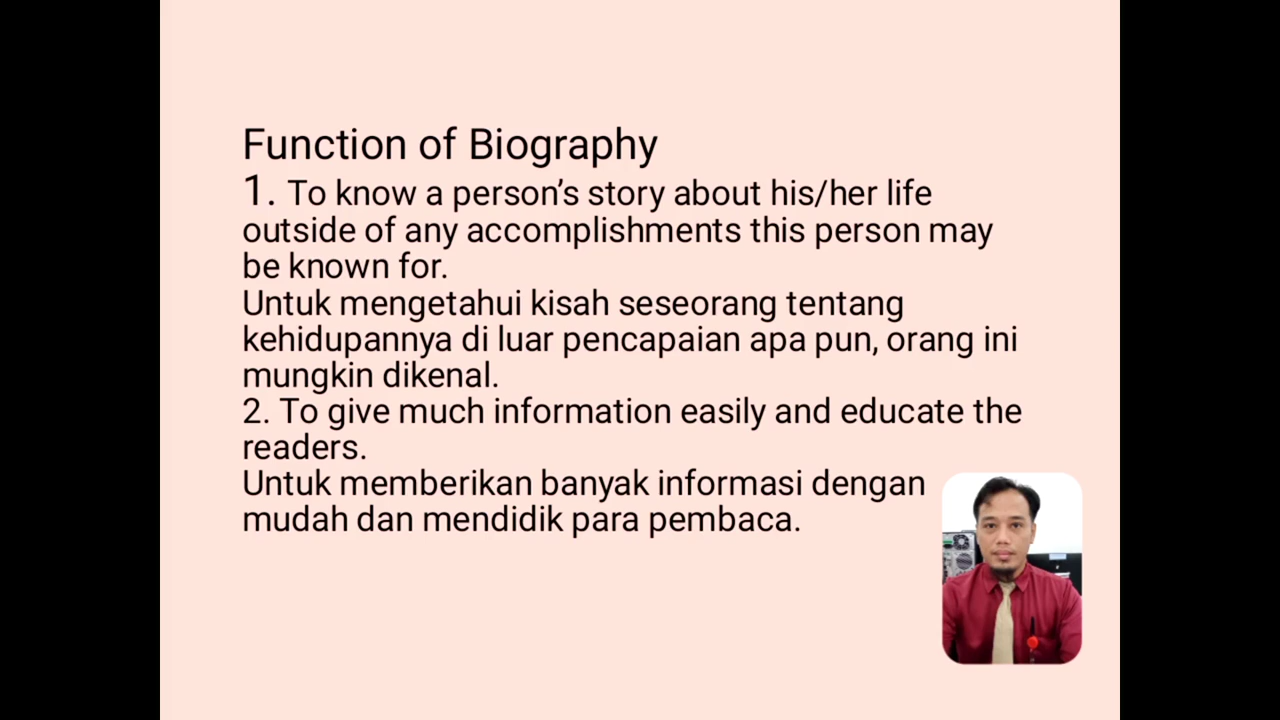 Function of Biography
1. To know a person’s story about his/her life
outside of any accomplishments this person may
be known for.
Untuk mengetahui kisah seseorang tentang
kehidupannya di luar pencapaian apa pun, orang ini
mungkin dikenal.
2. To give much information easily and educate the
readers.
Untuk memberikan banyak informasi dengan
mudah dan mendidik para pembaca.